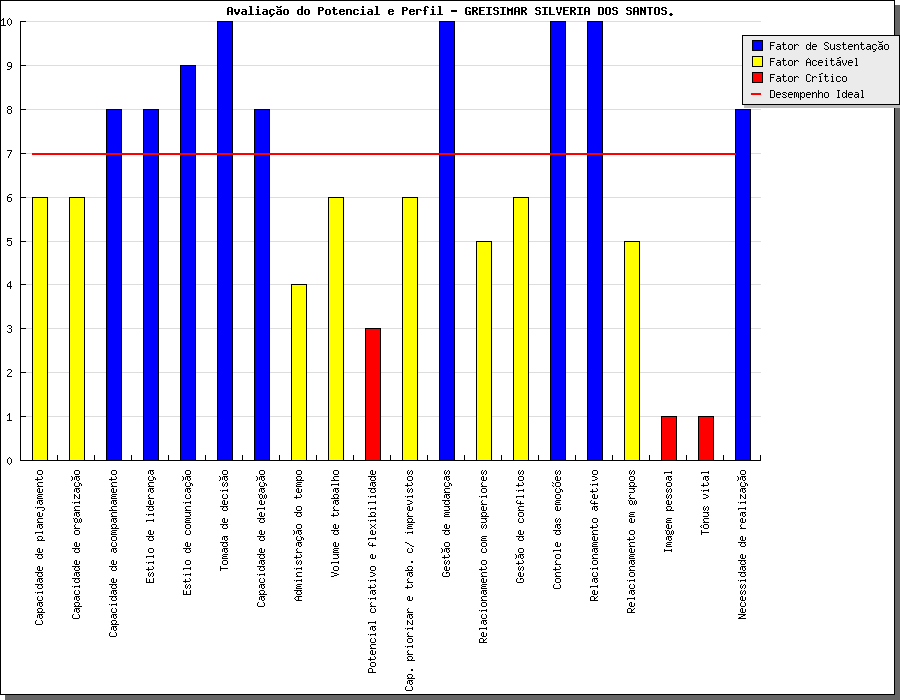 Avaliação do Potencial e Perfil - GREISIMAR SILVERIA DOS SANTOS.
Fator de Sustentação
Fator Aceitável
Fator Crítico
Desempenho Ideal
10
9
8
7
6
5
4
3
2
1
0
Capacidade de planejamento
Capacidade de organização
Capacidade de acompanhamento
Estilo de liderança
Estilo de comunicação
Tomada de decisão
Capacidade de delegação
Administração do tempo
Volume de trabalho
Potencial criativo e flexibilidade
Cap. priorizar e trab. c/ imprevistos
Gestão de mudanças
Relacionamento com superiores
Gestão de conflitos
Controle das emoções
Relacionamento afetivo
Relacionamento em grupos
Imagem pessoal
Tônus vital
Necessidade de realização